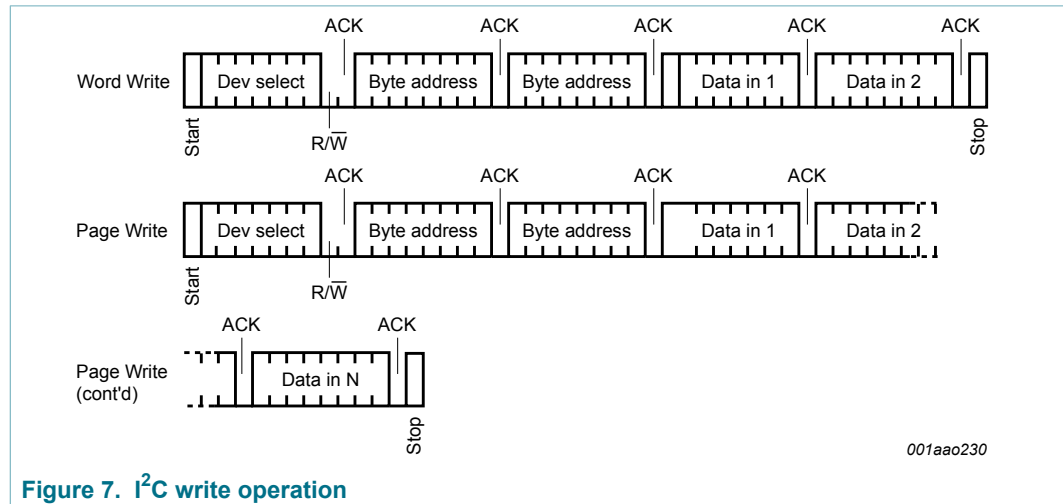 ACK ACK ACK ACK ACK
Word Write Dev select Byte address Byte address Data in 1 Data in 2
Start R/W̅ Stop
ACK ACK ACK ACK
Page Write Dev select Byte address Byte address Data in 1 Data in 2
Start R/W̅
ACK ACK
Page Write
(cont'd) Data in N
Stop
001aao230
Figure 7. I²C write operation